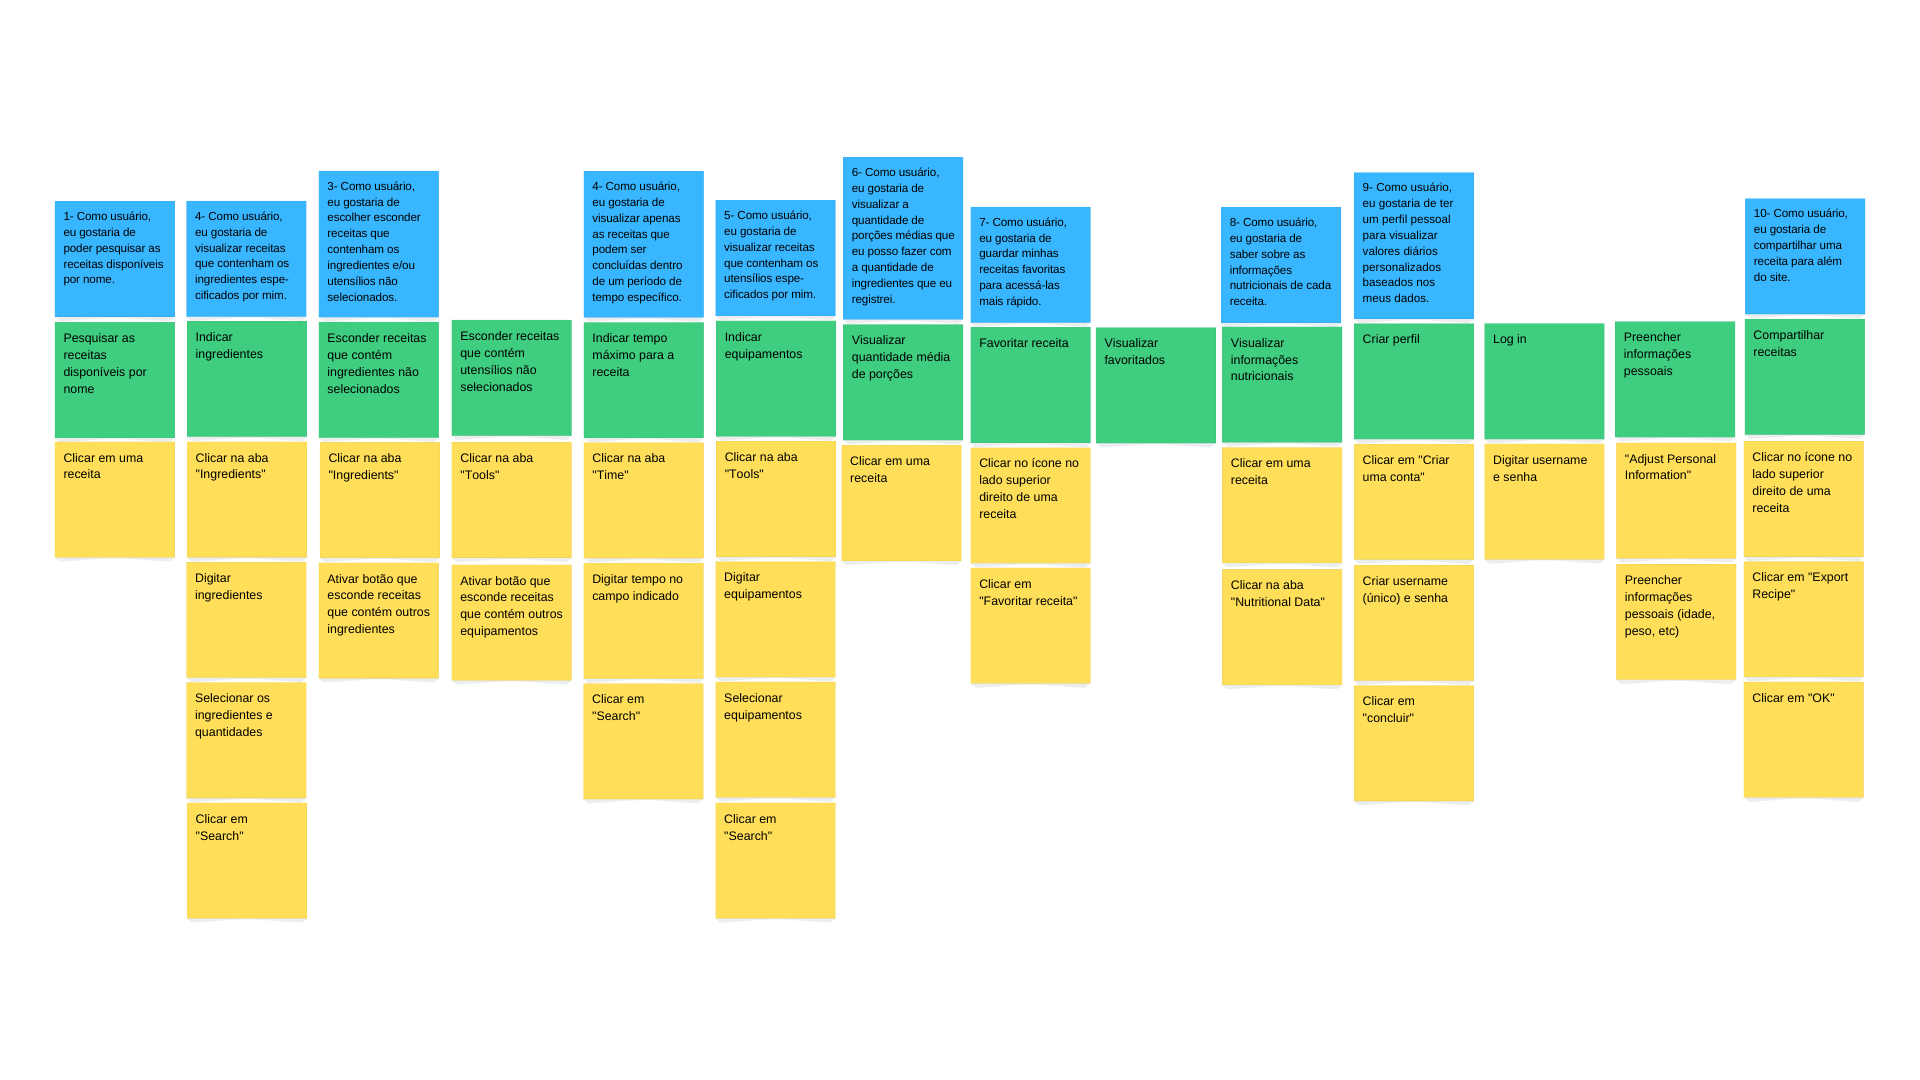 1- Como usuário,
eu gostaria de
poder pesquisar as
receitas disponíveis
por nome.
4- Como usuário,
eu gostaria de
visualizar receitas
que contenham os
ingredientes espe-
cificados por mim.
3- Como usuário,
eu gostaria de
escolher esconder
receitas que
contenham os
ingredientes e/ou
utensílios não
selecionados.
4- Como usuário,
eu gostaria de
visualizar apenas
as receitas que
podem ser
concluídas dentro
de um período de
tempo específico.
5- Como usuário,
eu gostaria de
visualizar receitas
que contenham os
utensílios espe-
cificados por mim.
6- Como usuário,
eu gostaria de
visualizar a
quantidade de
porções médias que
eu posso fazer com
a quantidade de
ingredientes que eu
registrei.
7- Como usuário,
eu gostaria de
guardar minhas
receitas favoritas
para acessá-las
mais rápido.
8- Como usuário,
eu gostaria de
saber sobre as
informações
nutricionais de cada
receita.
9- Como usuário,
eu gostaria de ter
um perfil pessoal
para visualizar
valores diários
personalizados
baseados nos
meus dados.
10- Como usuário,
eu gostaria de
compartilhar uma
receita para além
do site.
Pesquisar as
receitas
disponíveis por
nome
Indicar
ingredientes
Esconder receitas
que contém
ingredientes não
selecionados
Esconder receitas
que contém
utensílios não
selecionados
Indicar tempo
máximo para a
receita
Indicar
equipamentos
Visualizar
quantidade média
de porções
Favoritar receita
Visualizar
favoritados
Visualizar
informações
nutricionais
Criar perfil
Log in
Preencher
informações
pessoais
Compartilhar
receitas
Clicar em uma
receita
Clicar na aba
"Ingredients"
Clicar na aba
"Ingredients"
Clicar na aba
"Tools"
Clicar na aba
"Time"
Clicar na aba
"Tools"
Clicar em uma
receita
Clicar no ícone no
lado superior
direito de uma
receita
Clicar em uma
receita
Clicar em "Criar
uma conta"
Digitar username
e senha
"Adjust Personal
Information"
Clicar no ícone no
lado superior
direito de uma
receita
Digitar
ingredientes
Ativar botão que
esconde receitas
que contém outros
ingredientes
Ativar botão que
esconde receitas
que contém outros
equipamentos
Digitar tempo no
campo indicado
Digitar
equipamentos
Clicar em
"Favoritar receita"
Clicar na aba
"Nutritional Data"
Criar username
(único) e senha
Preencher
informações
pessoais (idade,
peso, etc)
Clicar em "Export
Recipe"
Selecionar os
ingredientes e
quantidades
Clicar em
"Search"
Selecionar
equipamentos
Clicar em
"concluir"
Clicar em "OK"
Clicar em
"Search"
Clicar em
"Search"